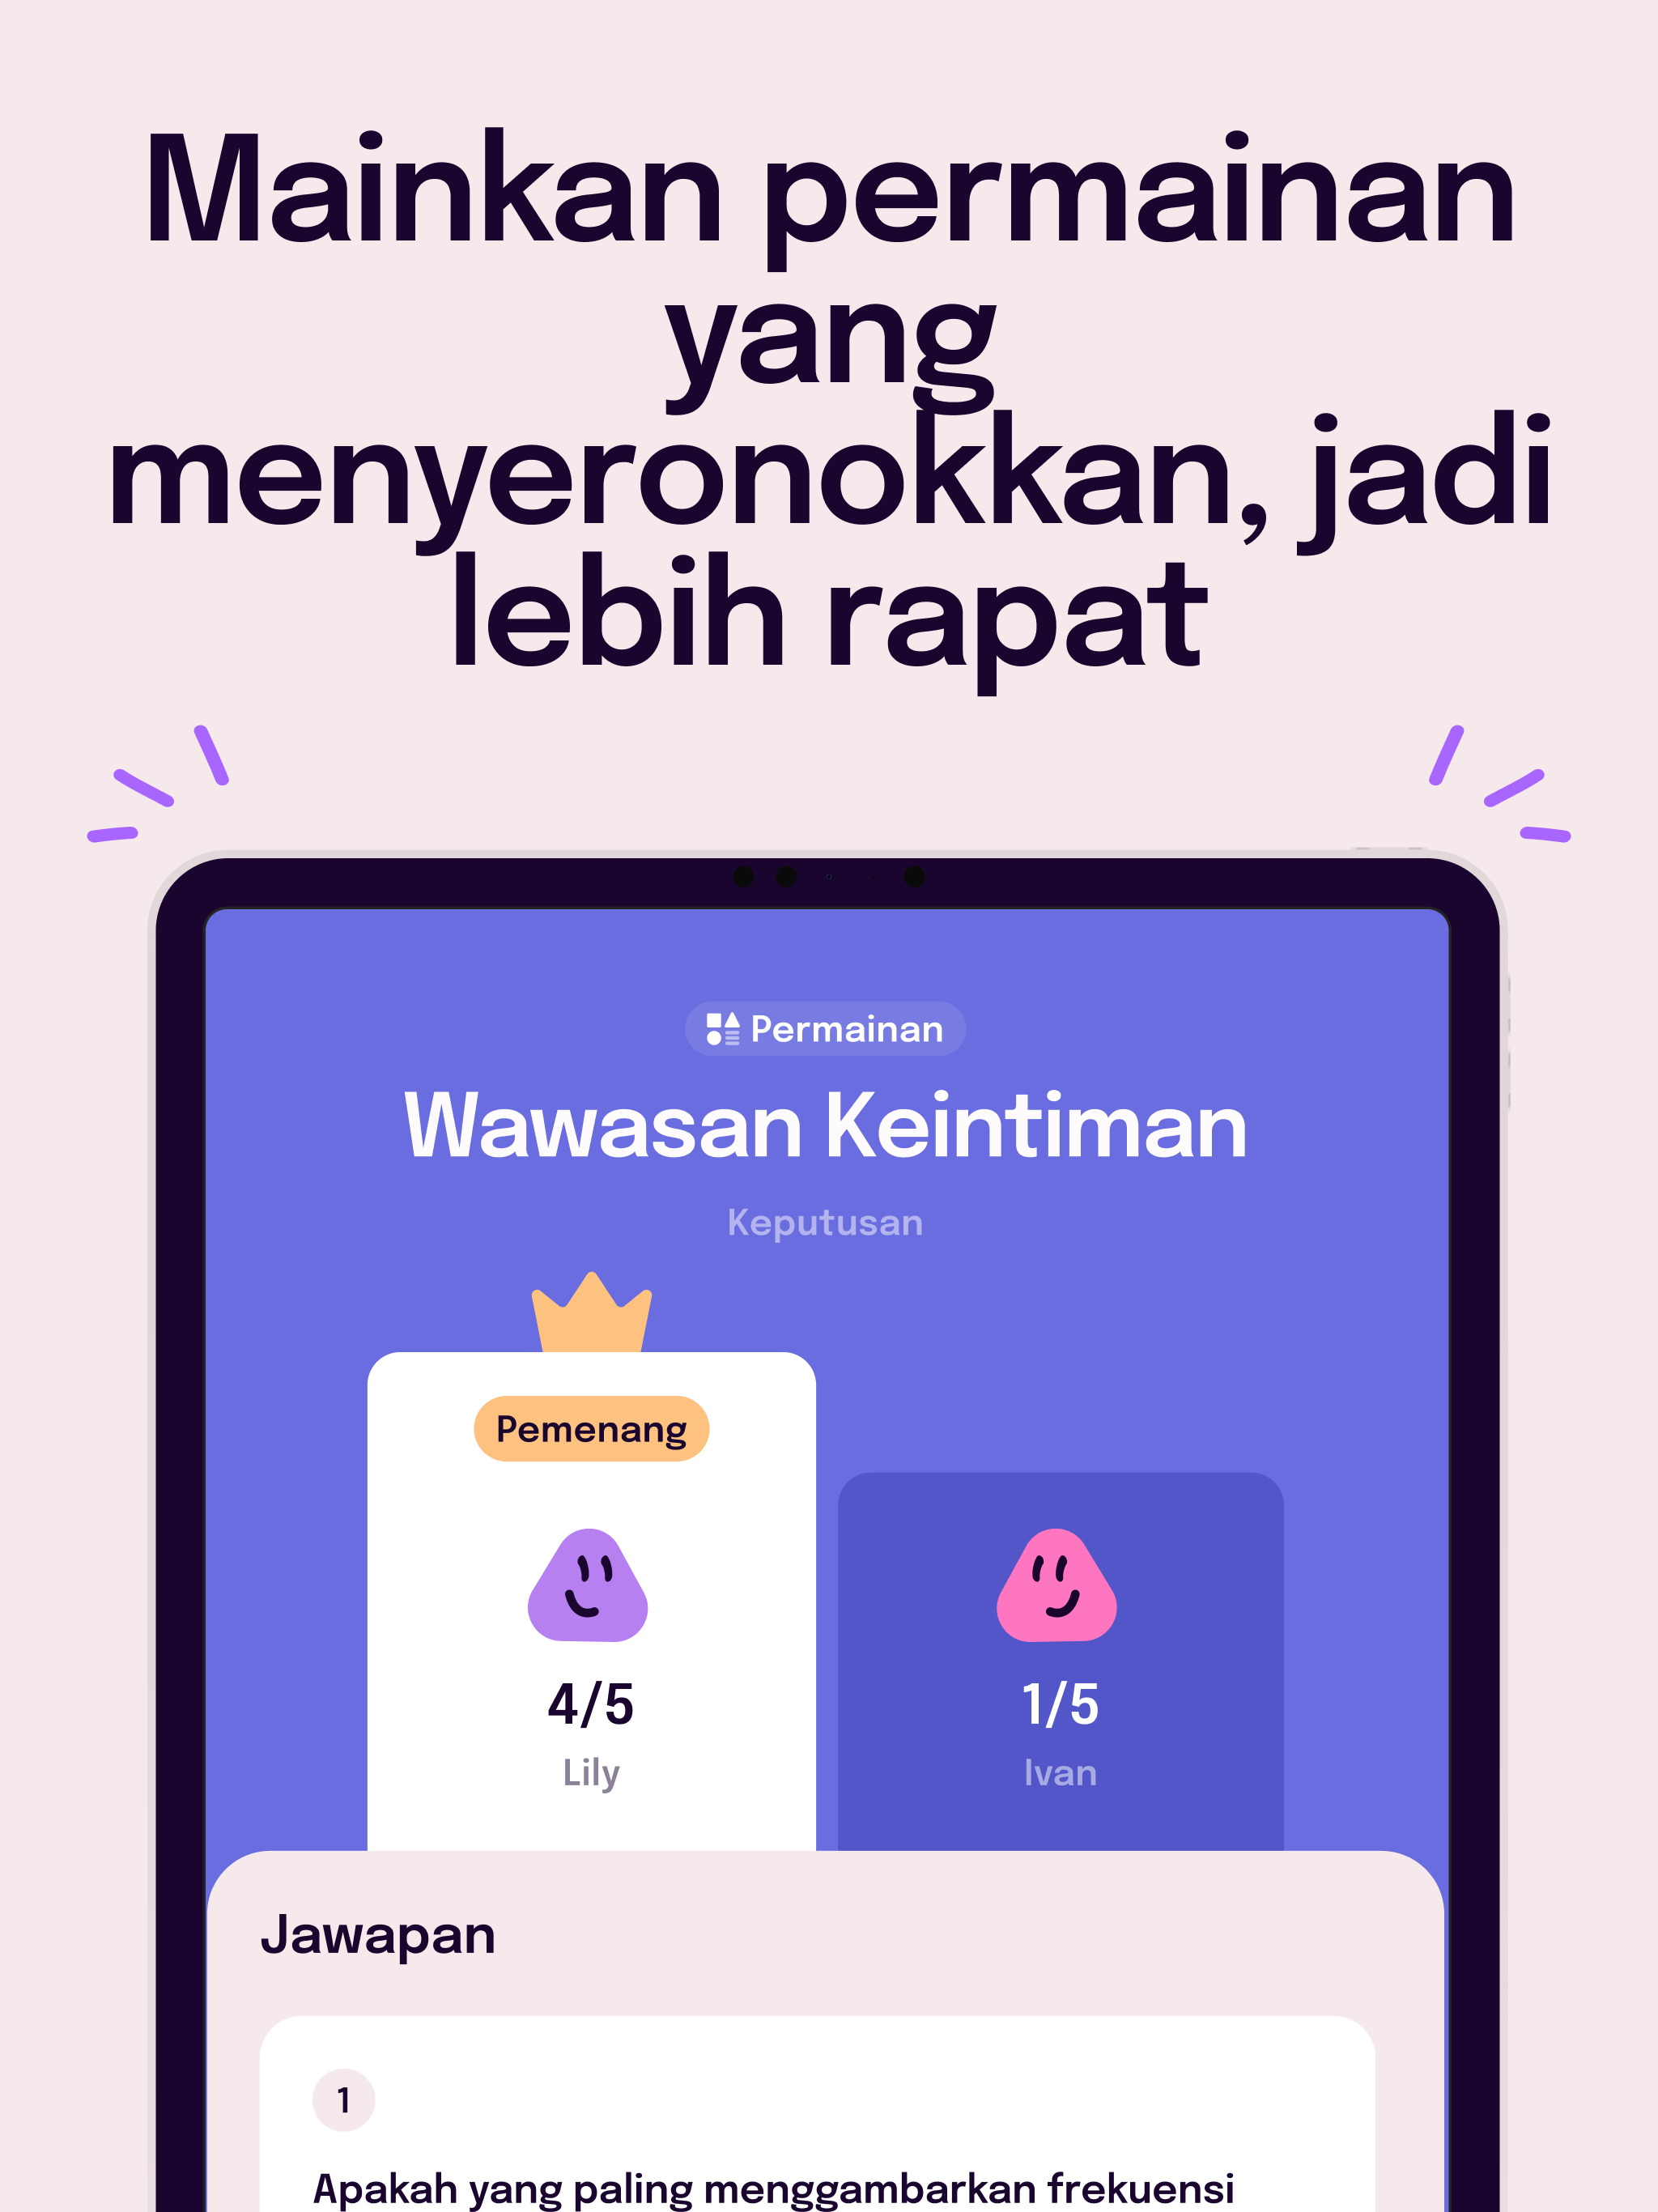 Mainkan permainan
yang
menyeronokkan, jadi
lebih rapat
Permainan
Wawasan Keintiman
Keputusan
Pemenang
4/5
Lily
1/5
Ivan
Jawapan
1
Apakah yang paling menggambarkan frekuensi